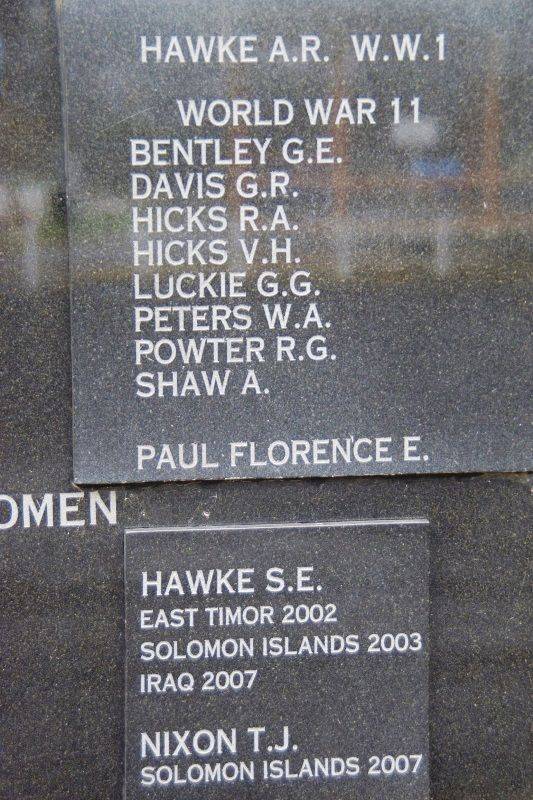 HAWKE A.R. W.W.1
WORLD WAR 11
BENTLEY G.E.
DAVIS G.R.
HICKS R.A.
HICKS V.H.
LUCKIE G.G.
PETERS W.A.
POWTER R.G.
SHAW A.
PAUL FLORENCE E.
OMEN
HAWKE S.E.
EAST TIMOR 2002
SOLOMON ISLANDS 2003
IRAQ 2007
NIXON T.J.
SOLOMON ISLANDS 2007